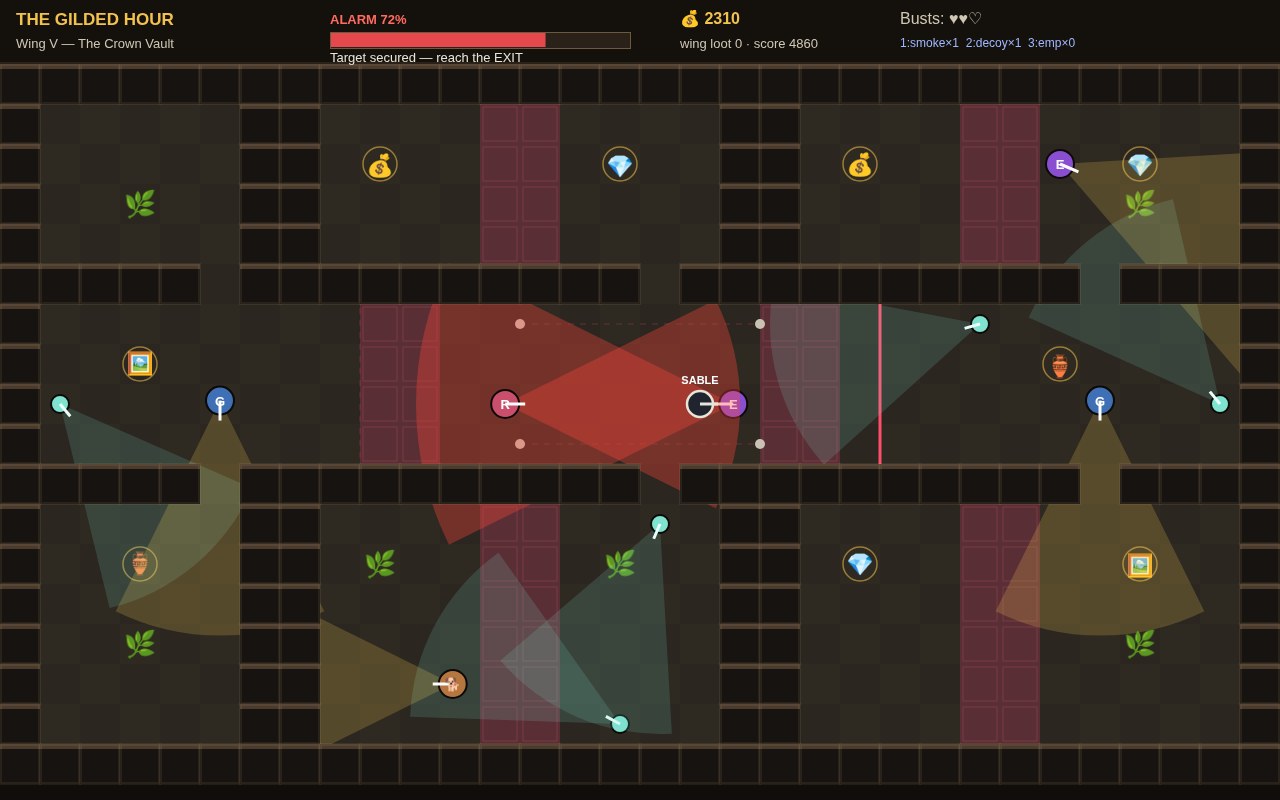 THE GILDED HOUR
Wing V — The Crown Vault
ALARM 72%
Target secured — reach the EXIT
💰 2310
wing loot 0 · score 4860
Busts: ♥♥♡
1:smoke×1 2:decoy×1 3:emp×0
E
SABLE
G
R
E
G